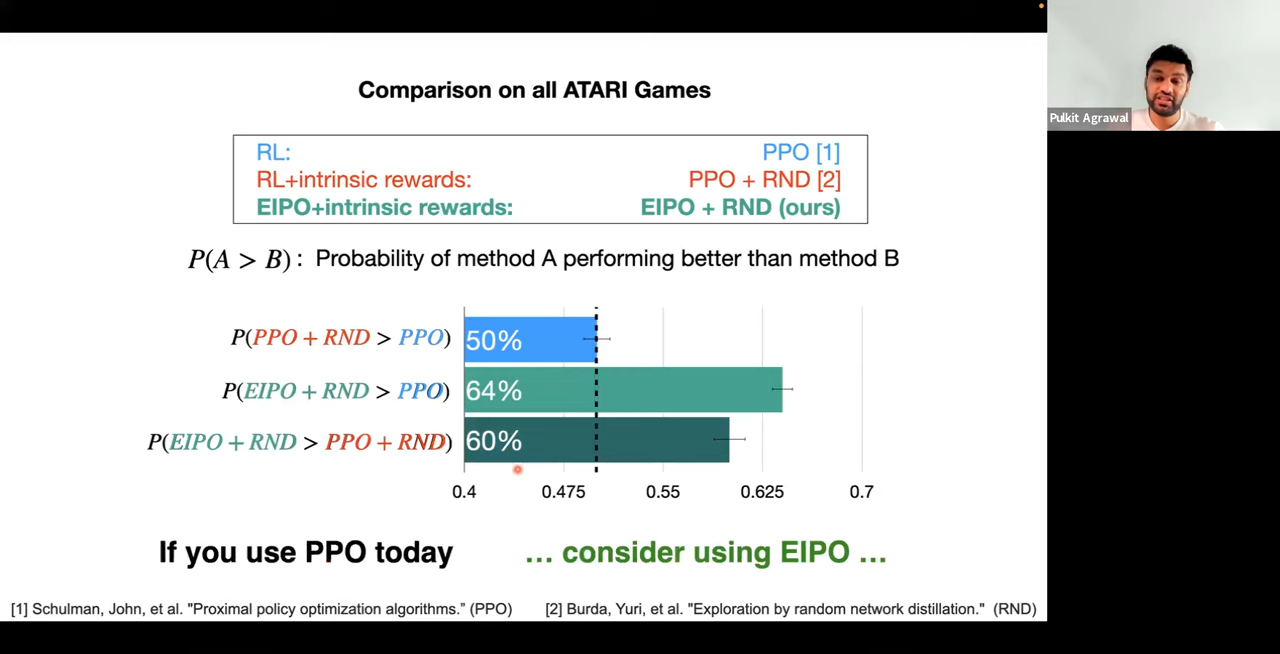 Pulkit Agrawal
Comparison on all ATARI Games
RL: PPO [1]
RL+intrinsic rewards: PPO + RND [2]
EIPO+intrinsic rewards: EIPO + RND (ours)
P(A > B) : Probability of method A performing better than method B
P(PPO + RND > PPO) 50%
P(EIPO + RND > PPO) 64%
P(EIPO + RND > PPO + RND) 60%
0.4 0.475 0.55 0.625 0.7
If you use PPO today ... consider using EIPO ...
[1] Schulman, John, et al. "Proximal policy optimization algorithms." (PPO) [2] Burda, Yuri, et al. "Exploration by random network distillation." (RND)